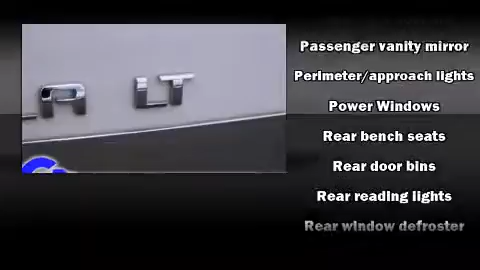 LT
Passenger vanity mirror
Perimeter/approach lights
Power Windows
Rear bench seats
Rear door bins
Rear reading lights
Rear window defroster